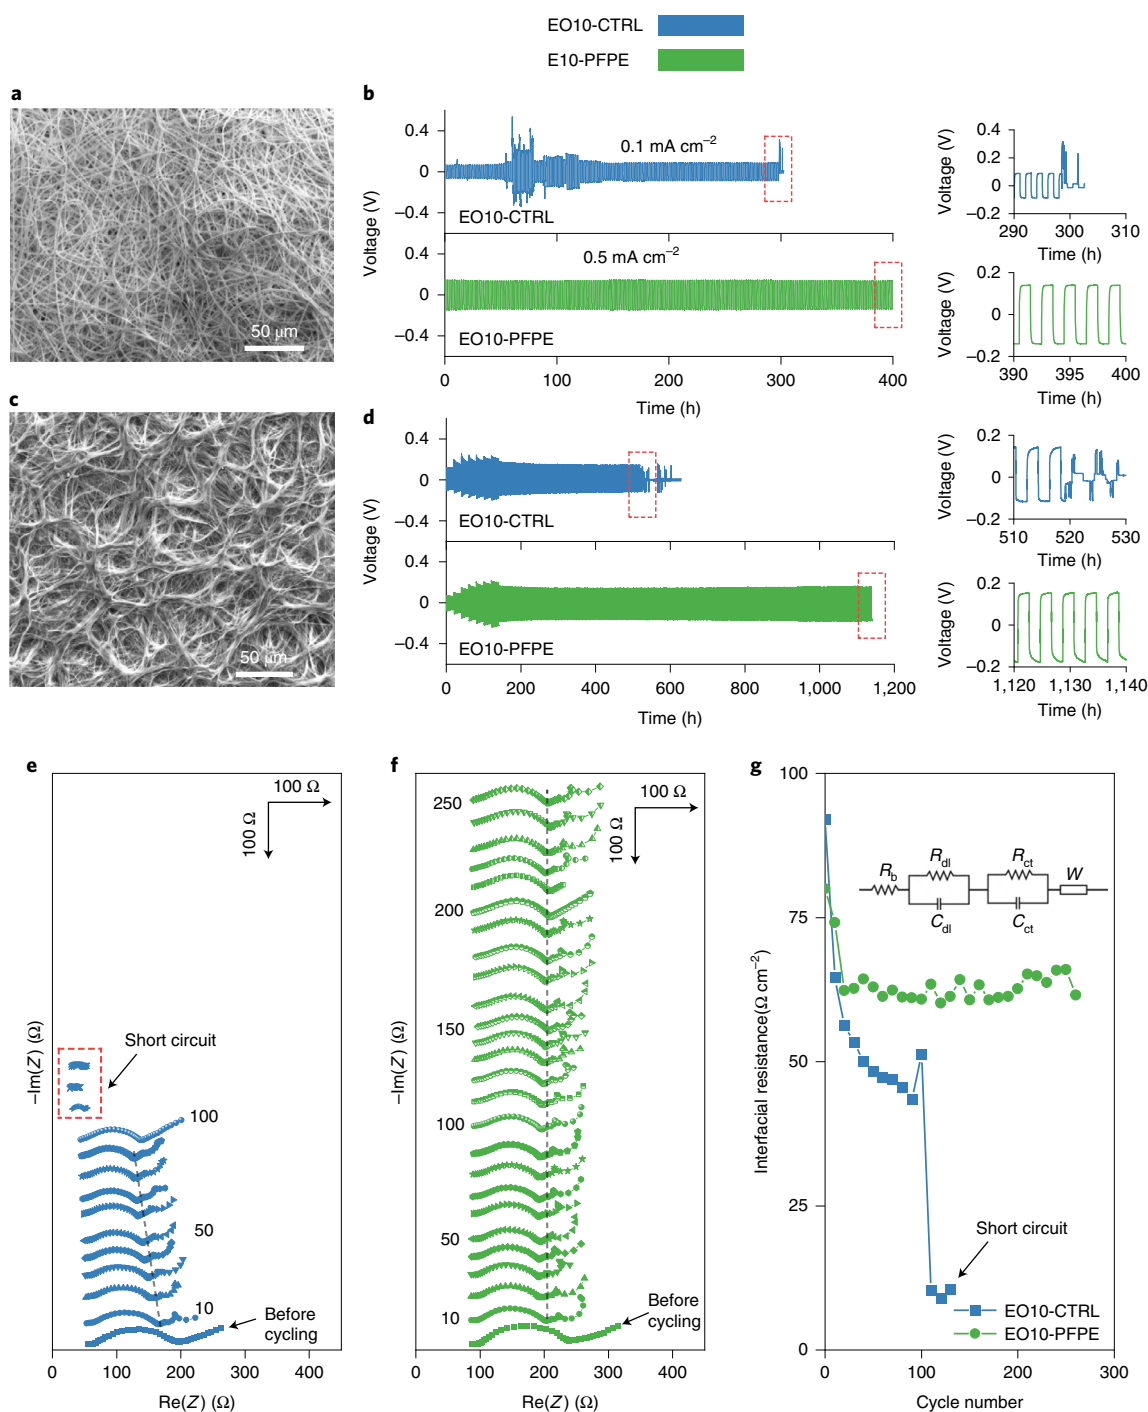 EO10-CTRL
E10-PFPE
a
50 μm
b
Voltage (V)
0.4
0
−0.4
0.1 mA cm−2
EO10-CTRL
0.4
0
−0.4
0.5 mA cm−2
EO10-PFPE
0 100 200 300 400
Time (h)
Voltage (V)
0.4
0.2
0
−0.2
290 300 310
Time (h)
Voltage (V)
0.2
0
−0.2
390 395 400
Time (h)
c
50 μm
d
Voltage (V)
0.4
0
−0.4
EO10-CTRL
0.4
0
−0.4
EO10-PFPE
0 200 400 600 800 1,000 1,200
Time (h)
Voltage (V)
0.2
0
−0.2
510 520 530
Time (h)
Voltage (V)
0.2
0
−0.2
1,120 1,130 1,140
Time (h)
e
100 Ω
100 Ω
−Im(Z) (Ω)
Short circuit
100
50
10
Before
cycling
0 100 200 300 400
Re(Z) (Ω)
f
100 Ω
100 Ω
−Im(Z) (Ω)
250
200
150
100
50
10
Before
cycling
0 100 200 300 400
Re(Z) (Ω)
g
Interfacial resistance(Ω cm−2)
100
75
50
25
0
Rb
Rdl
Cdl
Rct
Cct
W
Short circuit
EO10-CTRL
EO10-PFPE
0 100 200 300
Cycle number